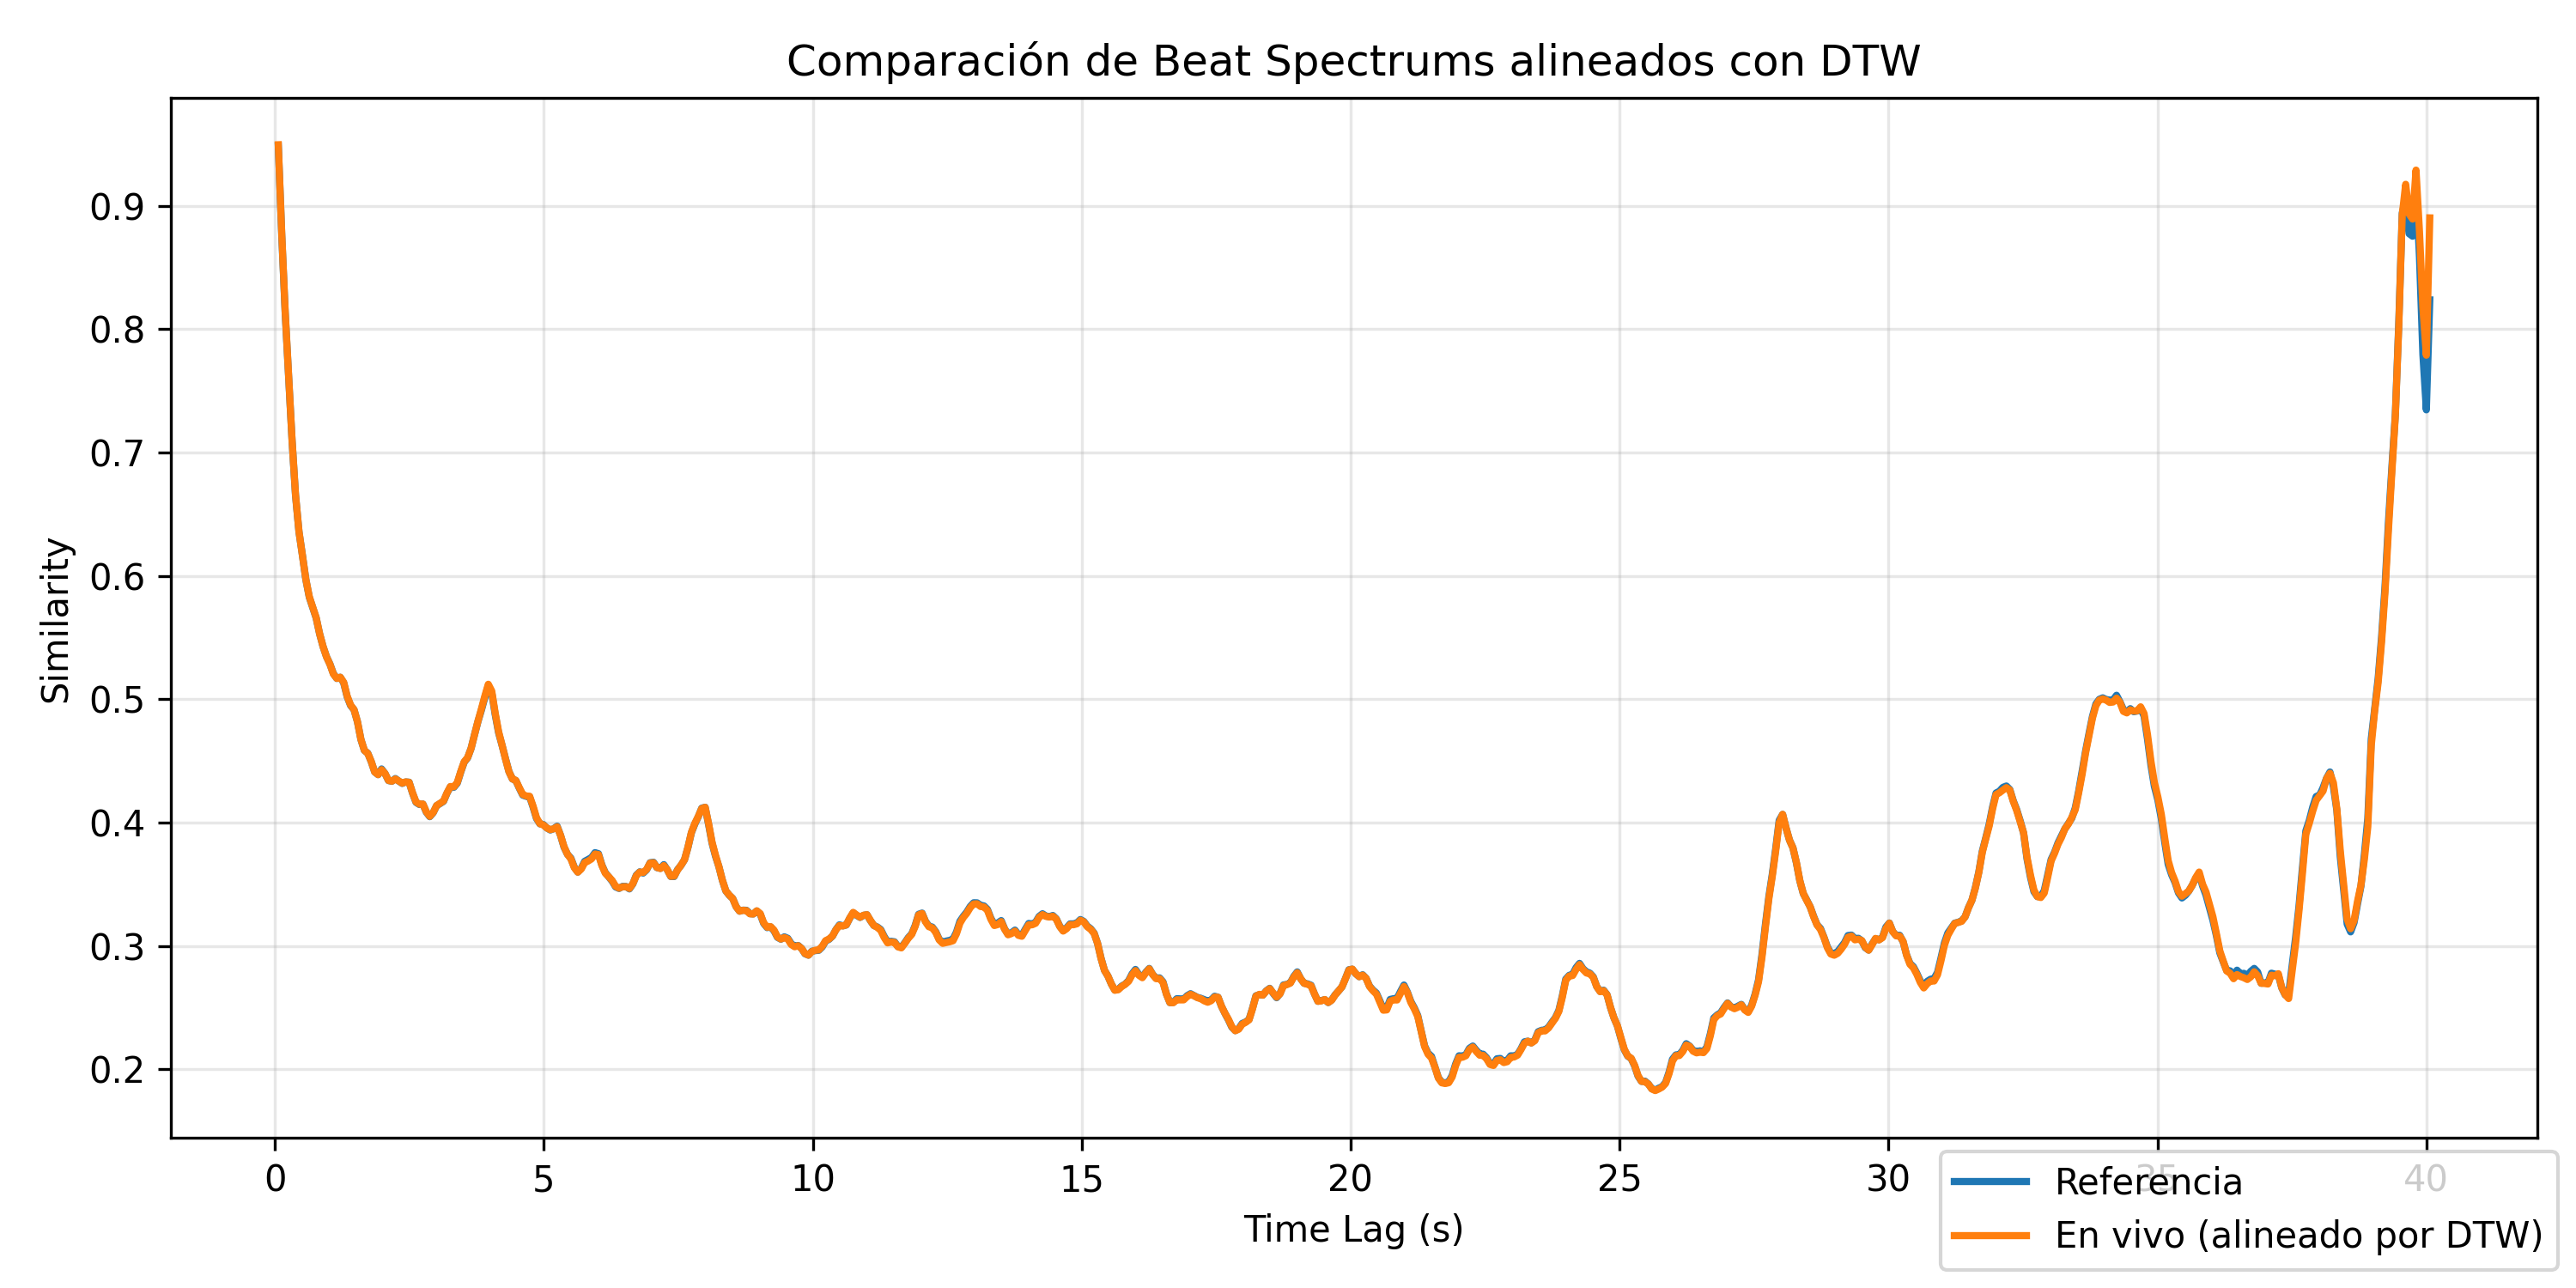 Comparación de Beat Spectrums alineados con DTW
Similarity
0.9
0.8
0.7
0.6
0.5
0.4
0.3
0.2
0 5 10 15 20 25 30 35 40
Time Lag (s)
Referencia
En vivo (alineado por DTW)